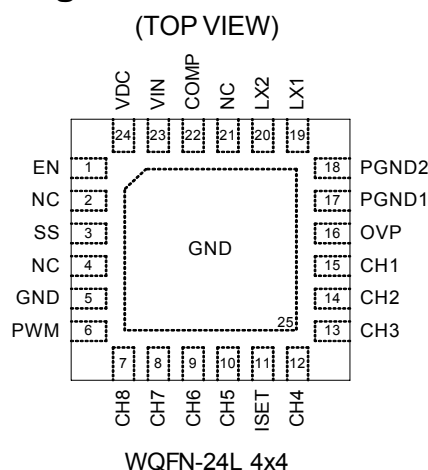 g
(TOP VIEW)
VDC VIN COMP NC LX2 LX1
24 23 22 21 20 19
EN 1 18 PGND2
NC 2 17 PGND1
SS 3 16 OVP
NC 4 15 CH1
GND 5 14 CH2
PWM 6 13 CH3
GND
25
7 8 9 10 11 12
CH8 CH7 CH6 CH5 ISET CH4
WQFN-24L 4x4